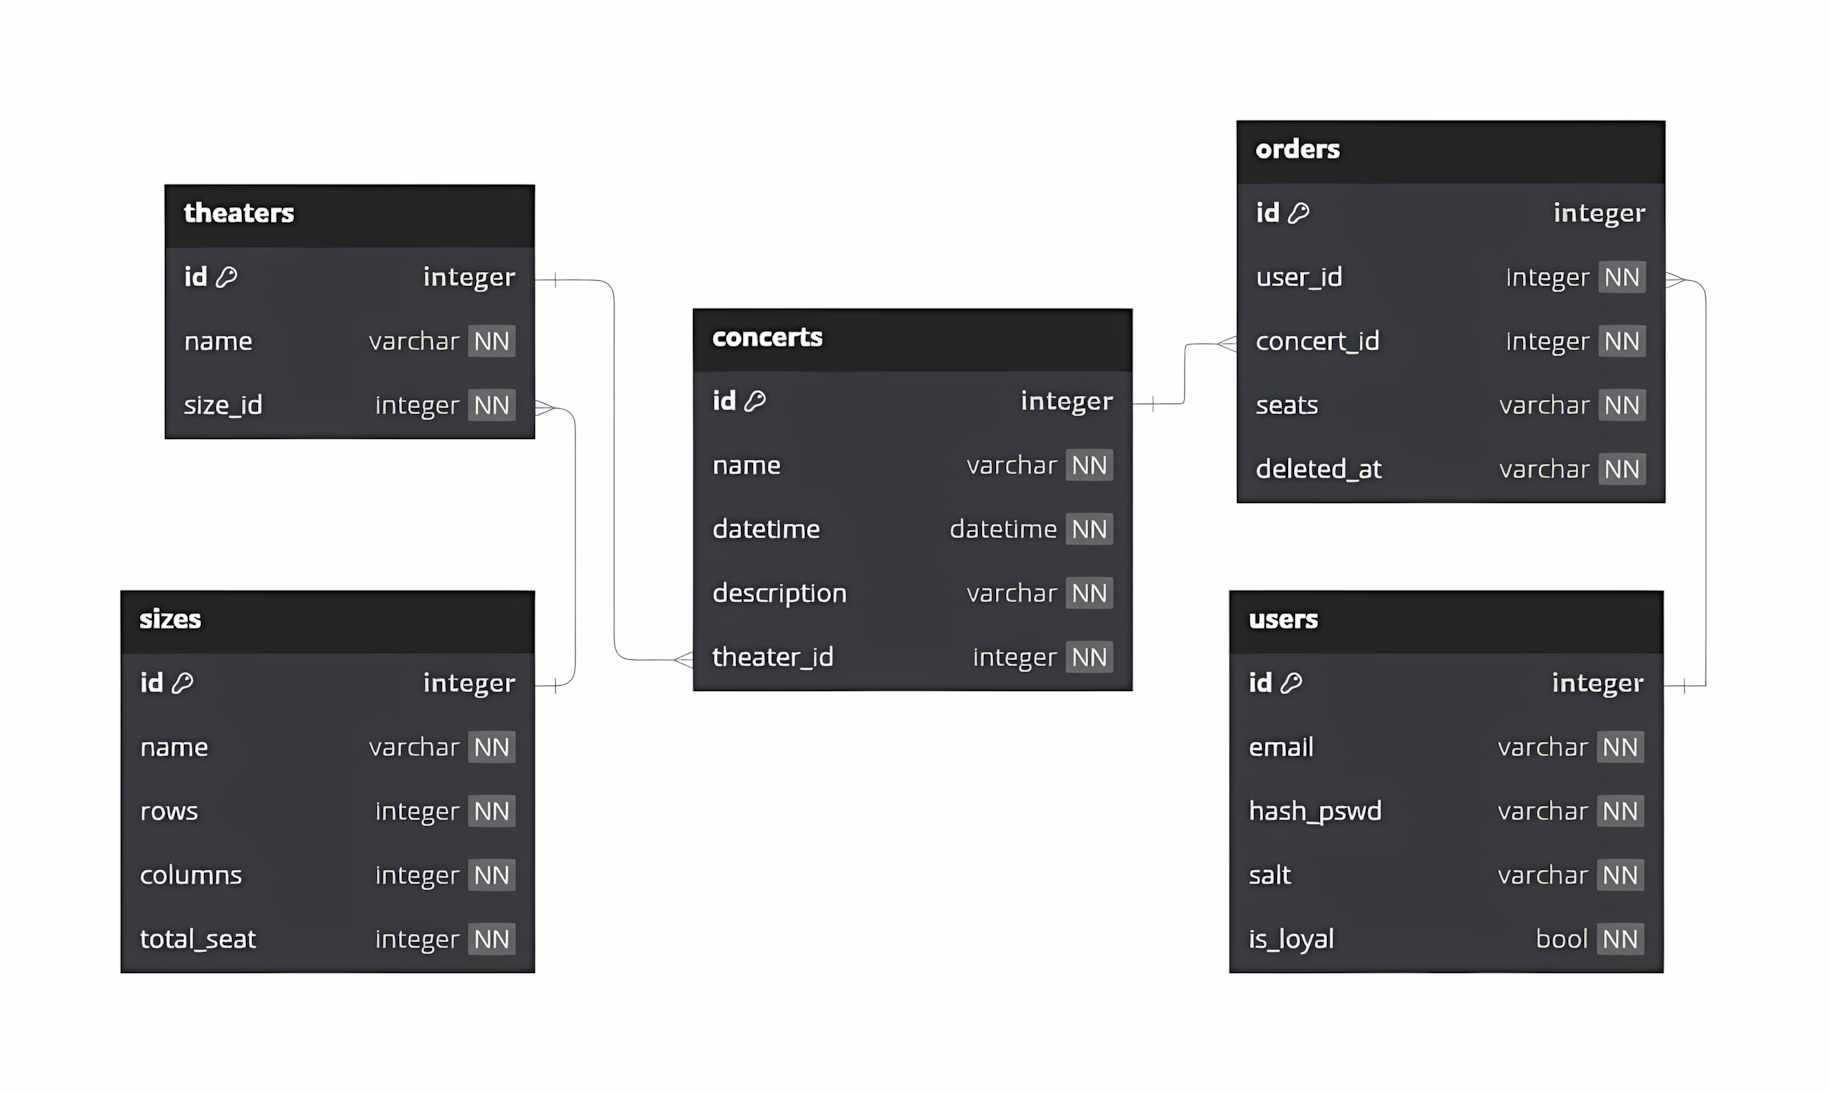 theaters
id integer
name varchar NN
size_id integer NN
sizes
id integer
name varchar NN
rows integer NN
columns integer NN
total_seat integer NN
concerts
id integer
name varchar NN
datetime datetime NN
description varchar NN
theater_id integer NN
orders
id integer
user_id integer NN
concert_id integer NN
seats varchar NN
deleted_at varchar NN
users
id integer
email varchar NN
hash_pswd varchar NN
salt varchar NN
is_loyal bool NN